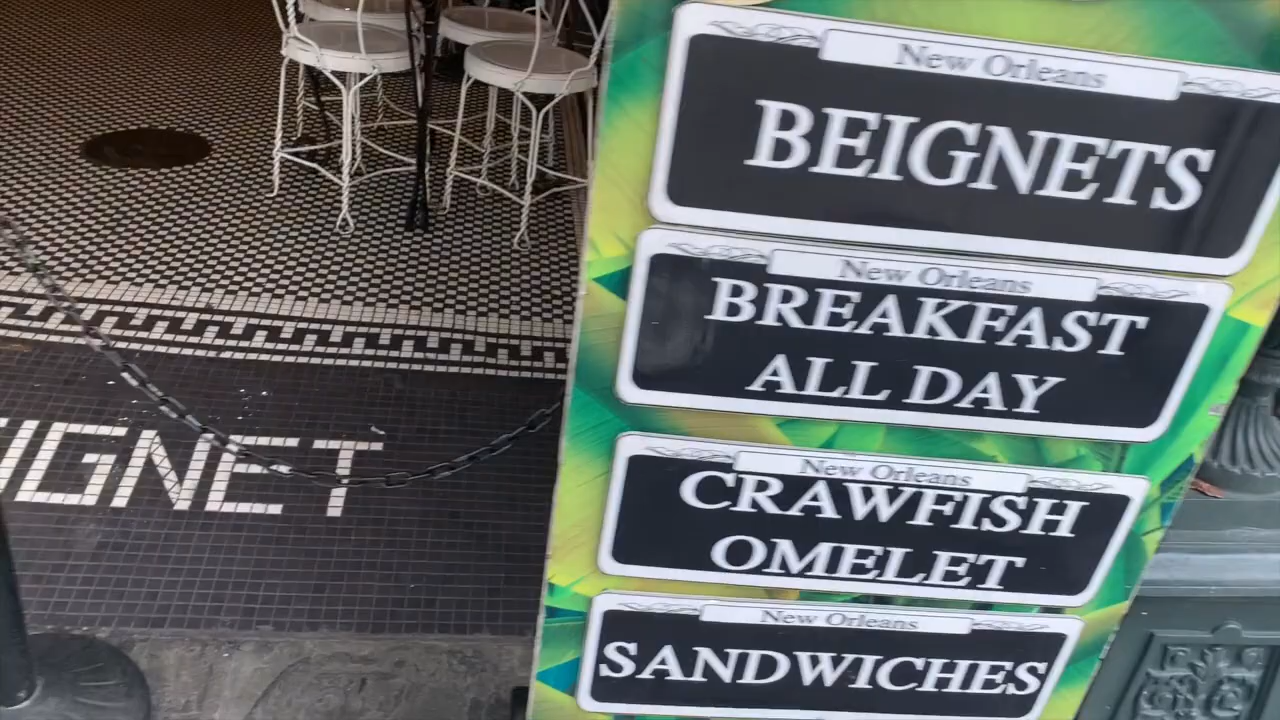 New Orleans
BEIGNETS
New Orleans
BREAKFAST
ALL DAY
New Orleans
CRAWFISH
OMELET
New Orleans
SANDWICHES
IGNET